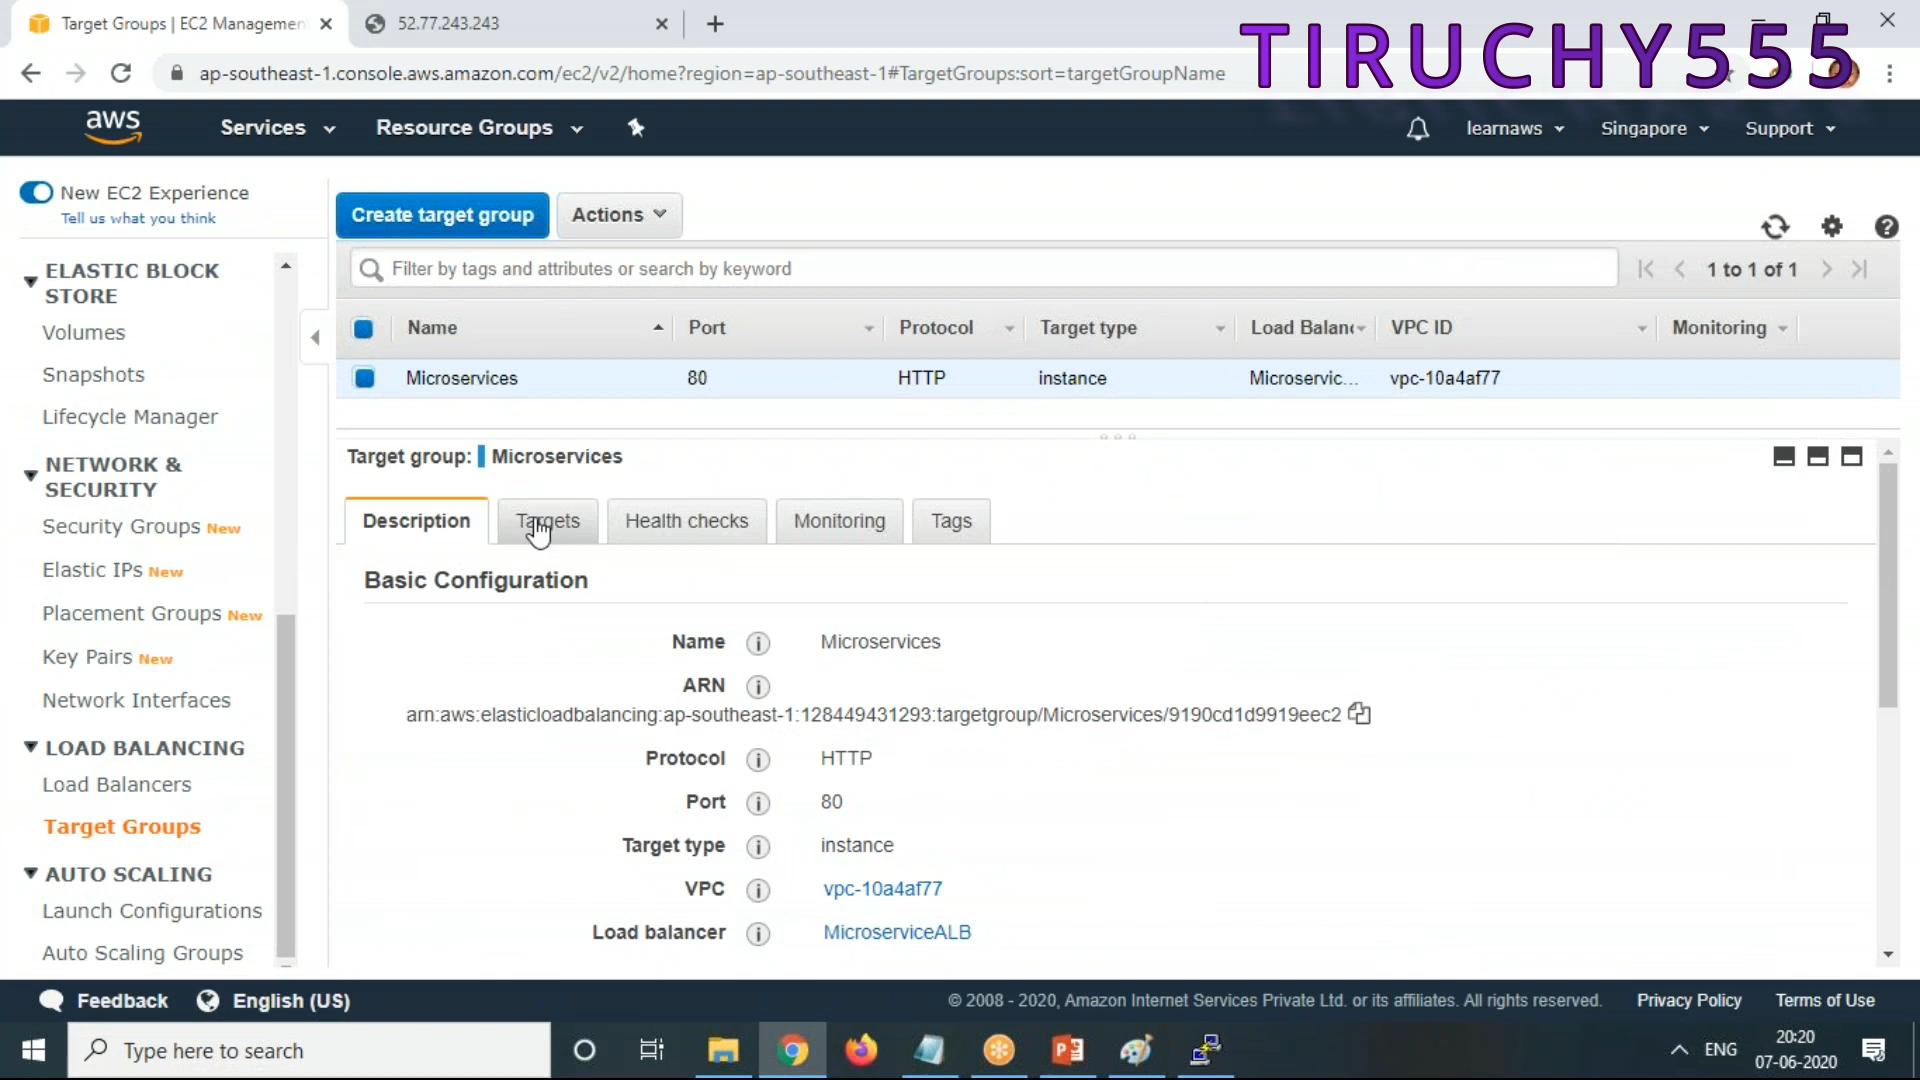 Target Groups | EC2 Managemen
52.77.243.243
TIRUCHY555
ap-southeast-1.console.aws.amazon.com/ec2/v2/home?region=ap-southeast-1#TargetGroups:sort=targetGroupName
aws
Services
Resource Groups
learnaws
Singapore
Support
New EC2 Experience
Tell us what you think
Create target group
Actions
ELASTIC BLOCK
STORE
Volumes
Snapshots
Lifecycle Manager
NETWORK &
SECURITY
Security Groups New
Elastic IPs New
Placement Groups New
Key Pairs New
Network Interfaces
LOAD BALANCING
Load Balancers
Target Groups
AUTO SCALING
Launch Configurations
Auto Scaling Groups
Filter by tags and attributes or search by keyword
1 to 1 of 1
Name Port Protocol Target type Load Balanc VPC ID Monitoring
Microservices 80 HTTP instance Microservic... vpc-10a4af77
Target group: Microservices
Description
Targets
Health checks
Monitoring
Tags
Basic Configuration
Name Microservices
ARN
arn:aws:elasticloadbalancing:ap-southeast-1:128449431293:targetgroup/Microservices/9190cd1d9919eec2
Protocol HTTP
Port 80
Target type instance
VPC vpc-10a4af77
Load balancer MicroserviceALB
Feedback
English (US)
© 2008 - 2020, Amazon Internet Services Private Ltd. or its affiliates. All rights reserved.
Privacy Policy
Terms of Use
Type here to search
ENG
20:20
07-06-2020